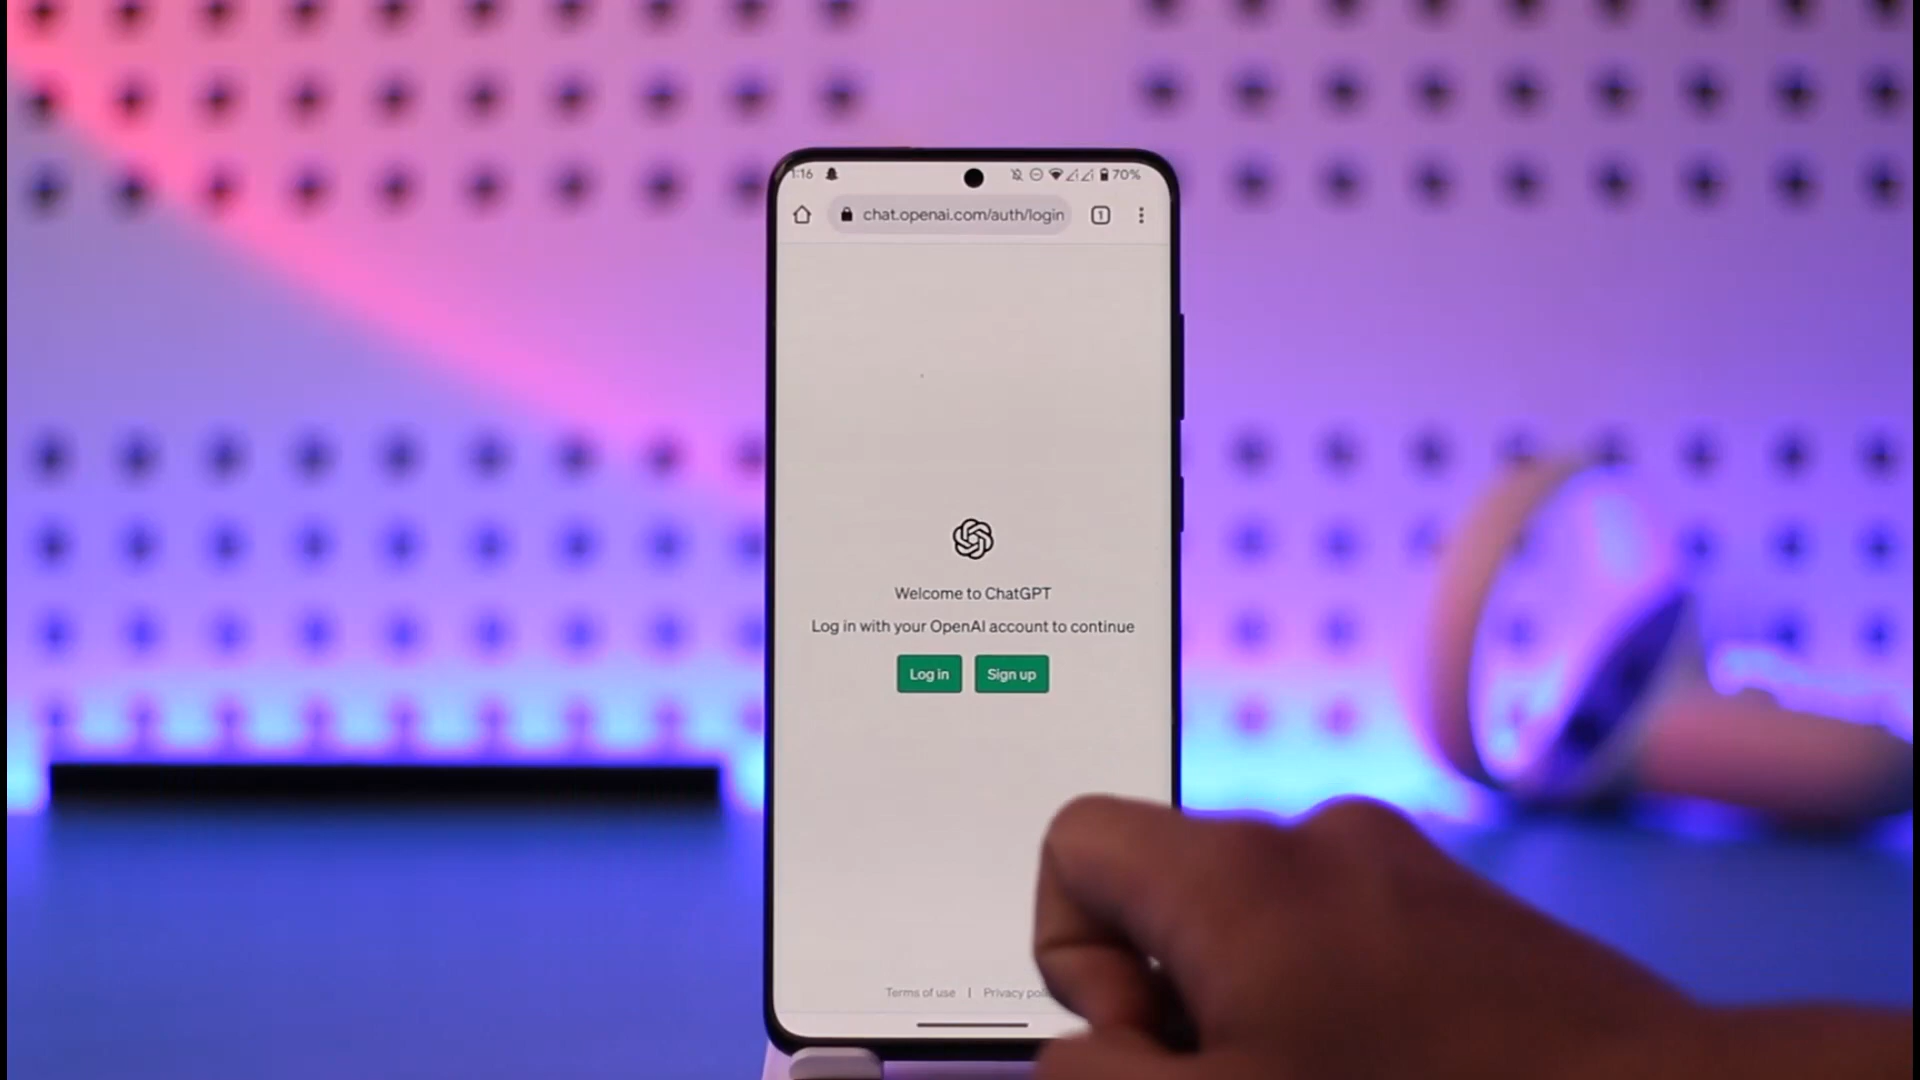 1:16
70%
chat.openai.com/auth/login
1
Welcome to ChatGPT
Log in with your OpenAI account to continue
Log in Sign up
Terms of use | Privacy